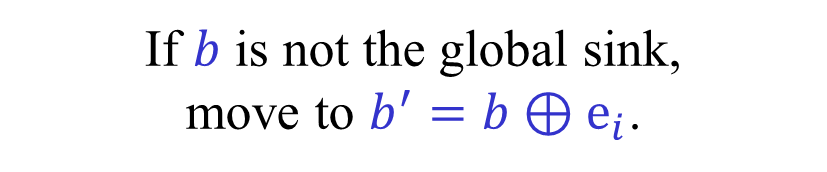 If b is not the global sink,
move to b′ = b ⊕ eᵢ.